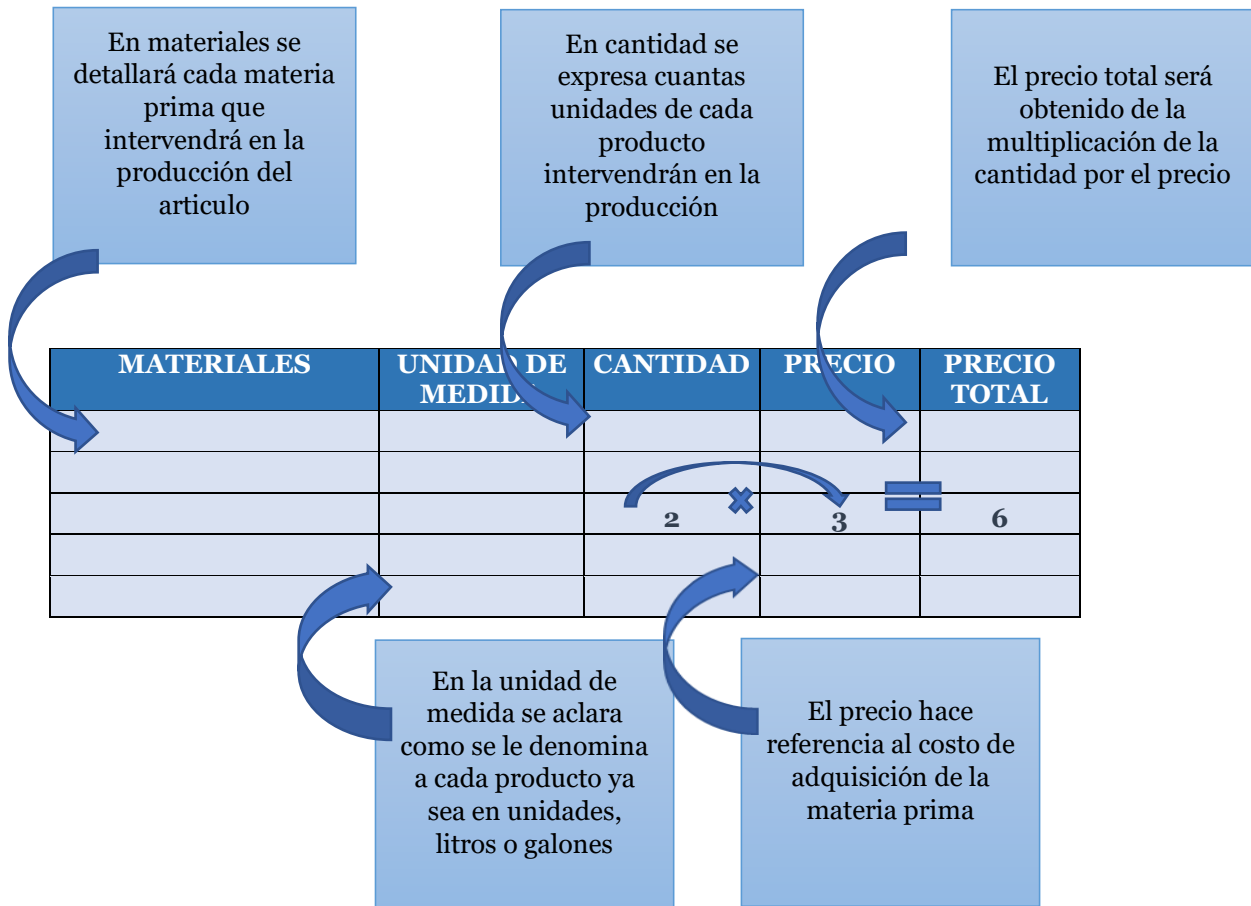 En materiales se
detallará cada materia
prima que
intervendrá en la
producción del
articulo
En cantidad se
expresa cuantas
unidades de cada
producto
intervendrán en la
producción
El precio total será
obtenido de la
multiplicación de la
cantidad por el precio
MATERIALES
UNIDAD DE
MEDIDA
CANTIDAD
PRECIO
PRECIO
TOTAL
2
3
6
En la unidad de
medida se aclara
como se le denomina
a cada producto ya
sea en unidades,
litros o galones
El precio hace
referencia al costo de
adquisición de la
materia prima